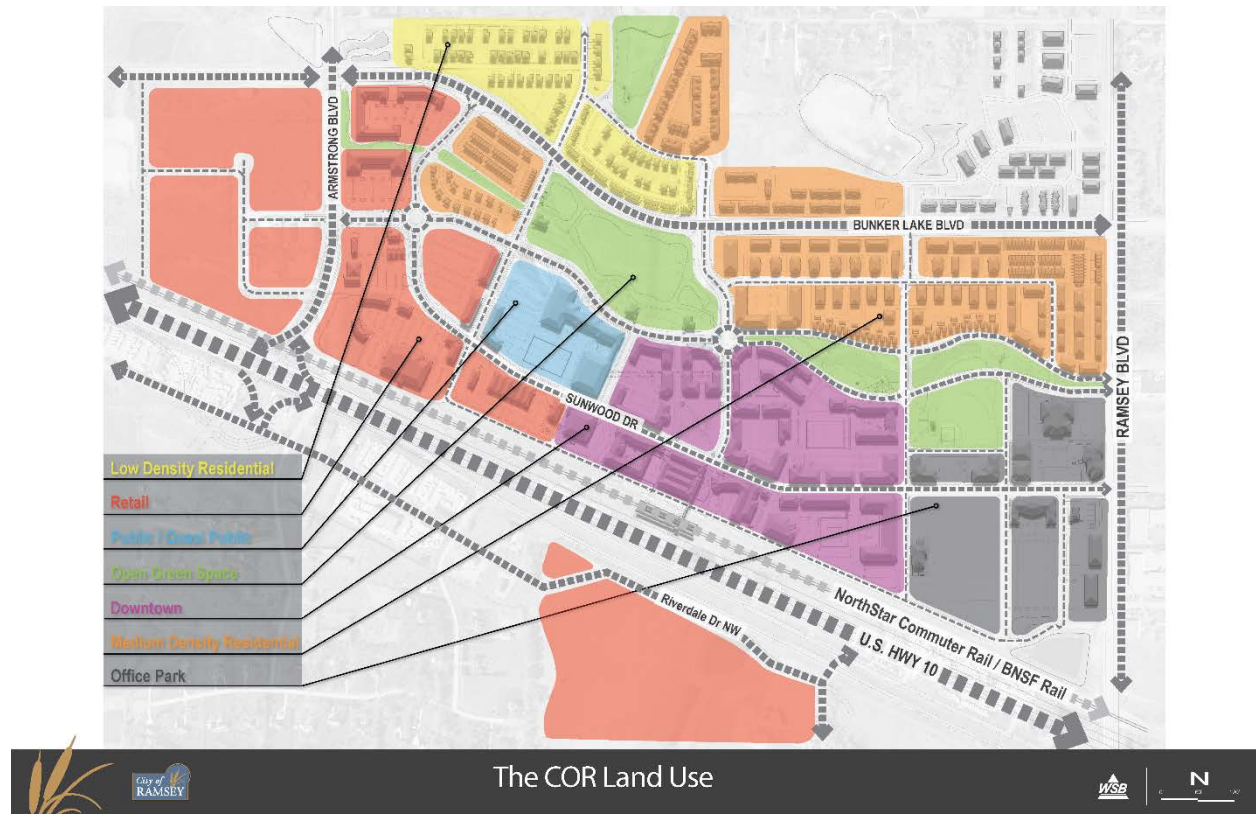 ARMSTRONG BLVD
BUNKER LAKE BLVD
RAMSEY BLVD
SUNWOOD DR
Low Density Residential
Retail
Public / Quasi Public
Open Green Space
Downtown
Medium Density Residential
Office Park
NorthStar Commuter Rail / BNSF Rail
Riverdale Dr NW
U.S. HWY 10
City of
RAMSEY
The COR Land Use
WSB
N
0